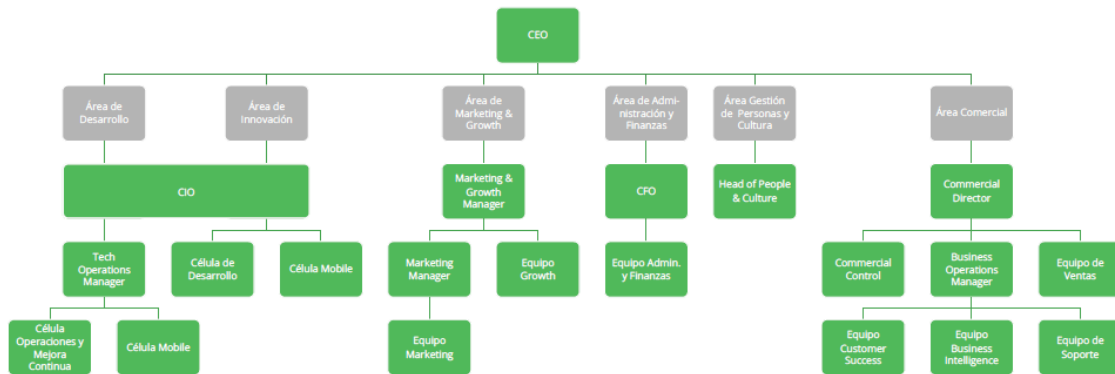 CEO
Área de
Desarrollo
Área de
Innovación
Área de
Marketing &
Growth
Área de Admi-
nistración y
Finanzas
Área Gestión
de Personas y
Cultura
Área Comercial
CIO
Marketing &
Growth
Manager
CFO
Head of People
& Culture
Commercial
Director
Tech
Operations
Manager
Célula de
Desarrollo
Célula Mobile
Marketing
Manager
Equipo
Growth
Equipo Admin.
y Finanzas
Commercial
Control
Business
Operations
Manager
Equipo de
Ventas
Célula
Operaciones y
Mejora
Continua
Célula Mobile
Equipo
Marketing
Equipo
Customer
Success
Equipo
Business
Intelligence
Equipo de
Soporte